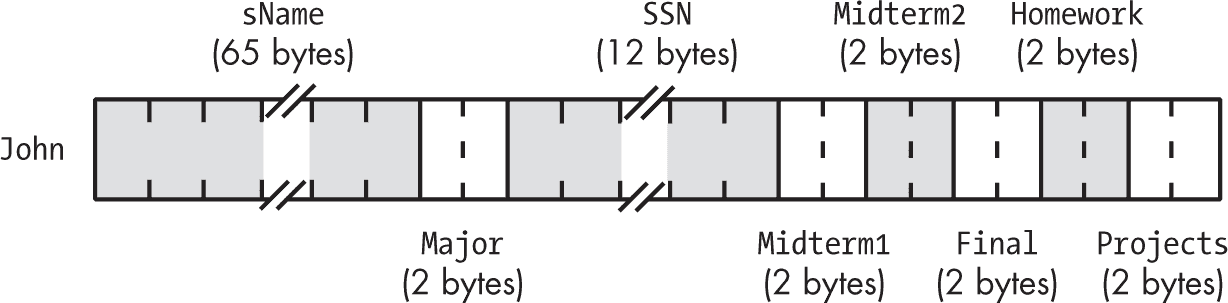 sName
(65 bytes)
SSN
(12 bytes)
Midterm2
(2 bytes)
Homework
(2 bytes)
John
Major
(2 bytes)
Midterm1
(2 bytes)
Final
(2 bytes)
Projects
(2 bytes)